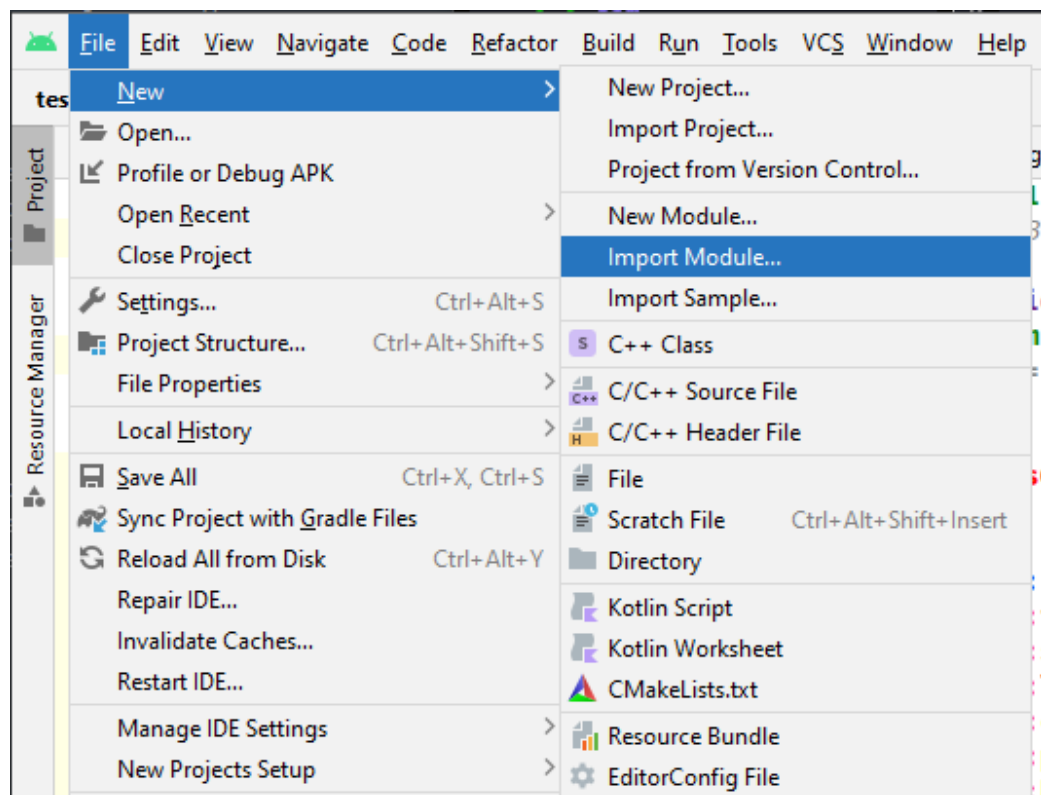 File Edit View Navigate Code Refactor Build Run Tools VCS Window Help
tes
Project
Resource Manager
New
Open...
Profile or Debug APK
Open Recent
Close Project
Settings... Ctrl+Alt+S
Project Structure... Ctrl+Alt+Shift+S
File Properties
Local History
Save All Ctrl+X, Ctrl+S
Sync Project with Gradle Files
Reload All from Disk Ctrl+Alt+Y
Repair IDE...
Invalidate Caches...
Restart IDE...
Manage IDE Settings
New Projects Setup
New Project...
Import Project...
Project from Version Control...
New Module...
Import Module...
Import Sample...
S C++ Class
C++ C/C++ Source File
H C/C++ Header File
File
Scratch File Ctrl+Alt+Shift+Insert
Directory
Kotlin Script
Kotlin Worksheet
CMakeLists.txt
Resource Bundle
EditorConfig File